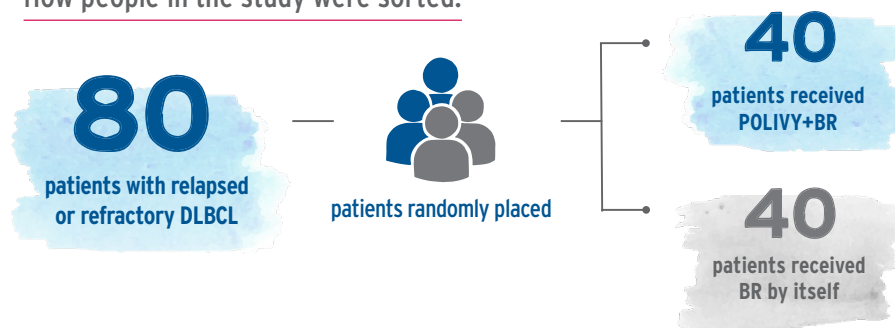 How people in the study were sorted:
80
patients with relapsed
or refractory DLBCL
patients randomly placed
40
patients received
POLIVY+BR
40
patients received
BR by itself